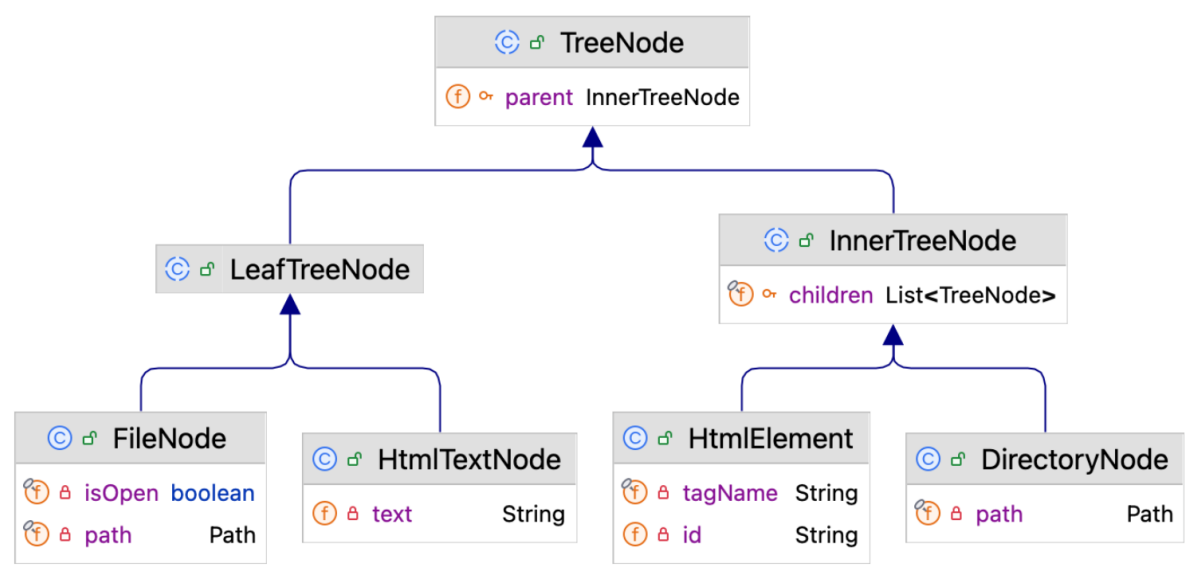 TreeNode
parent InnerTreeNode
LeafTreeNode
InnerTreeNode
children List<TreeNode>
FileNode
isOpen boolean
path Path
HtmlTextNode
text String
HtmlElement
tagName String
id String
DirectoryNode
path Path